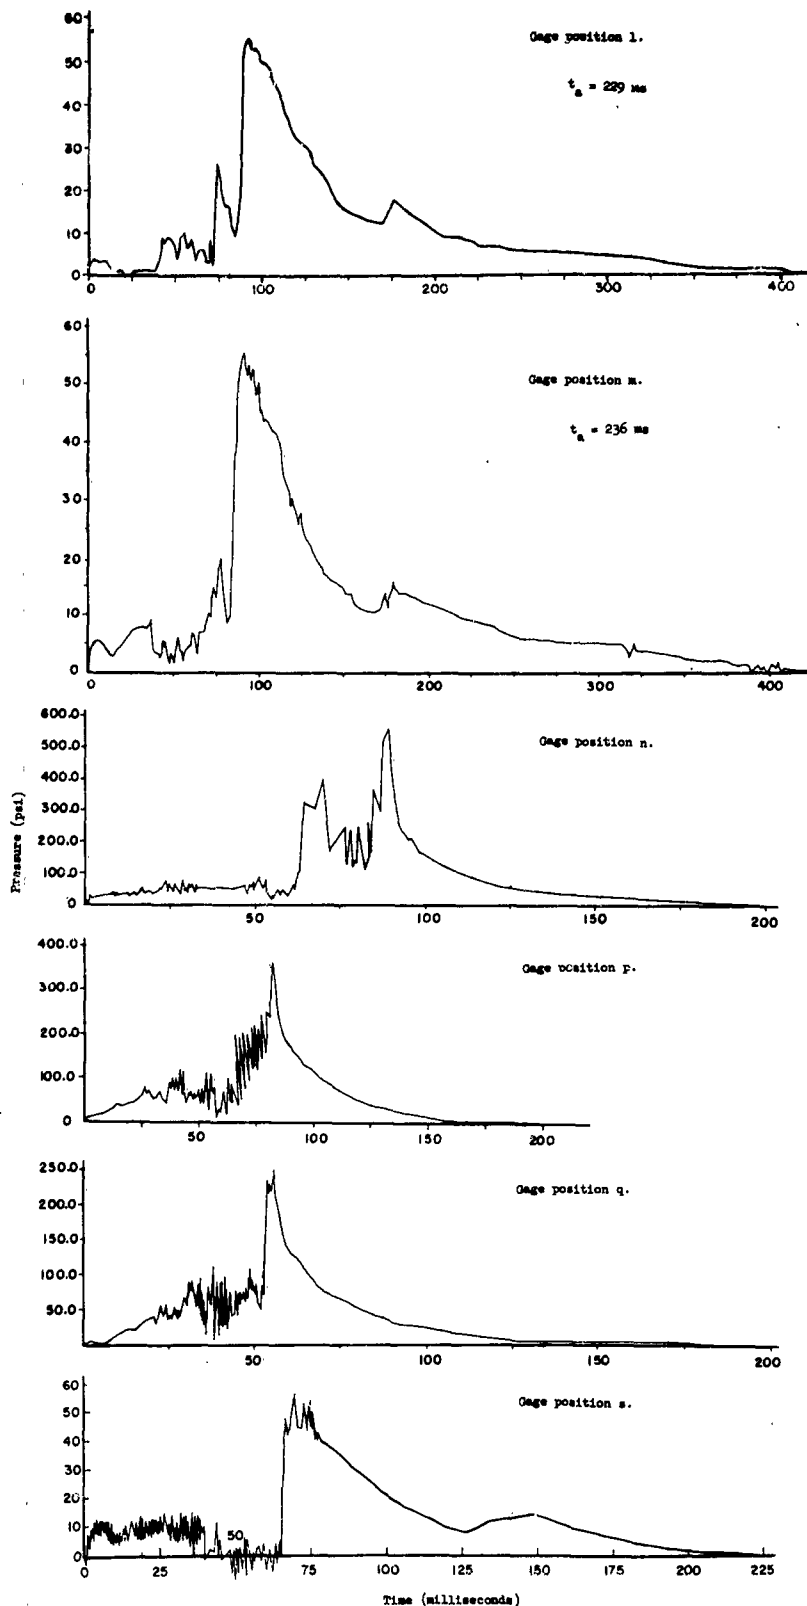 60
50
40
30
20
10
0
Gage position l.
t_a = 229 ms
0 100 200 300 400
60
50
40
30
20
10
0
Gage position m.
t_a = 236 ms
0 100 200 300 400
Pressure (psi)
600.0
500.0
400.0
300.0
200.0
100.0
0
Gage position n.
50 100 150 200
400.0
300.0
200.0
100.0
0
Gage position p.
50 100 150 200
250.0
200.0
150.0
100.0
50.0
Gage position q.
50 100 150 200
60
50
40
30
20
10
0
Gage position s.
50
0 25 75 100 125 150 175 200 225
Time (milliseconds)